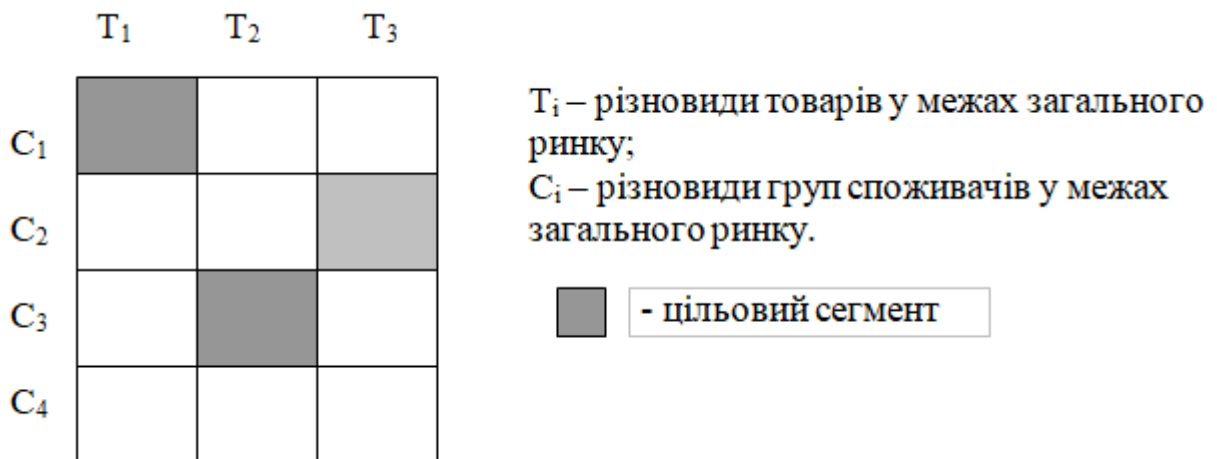 T₁ T₂ T₃
C₁
C₂
C₃
C₄
Tᵢ – різновиди товарів у межах загального
ринку;
Cᵢ – різновиди груп споживачів у межах
загального ринку.
- цільовий сегмент